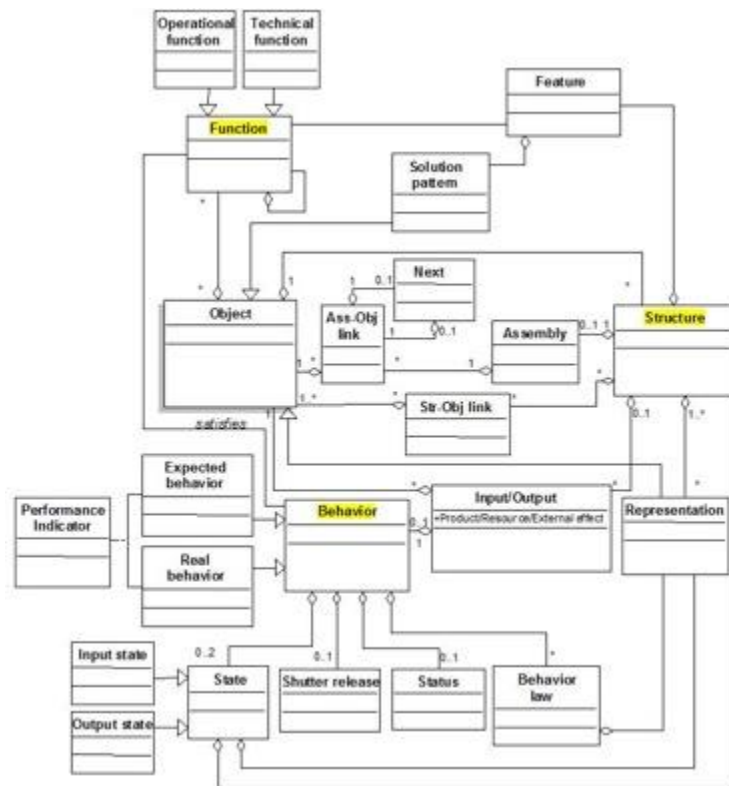 Operational
function
Technical
function
Feature
Function
Solution
pattern
*
Next
1
0..1
1
*
Object
Ass-Obj
link
1
0..1
Assembly
0..1
1
Structure
1
*
*
1
*
*
Str-Obj link
*
*
1
satisfies
0..1
1..*
Expected
behavior
*
Input/Output
*
*
Performance
Indicator
Behavior
0..1
+Product/Resource/External effect
Representation
1
Real
behavior
0..2
0..1
0..1
*
Input state
State
Shutter release
Status
Behavior
law
Output state